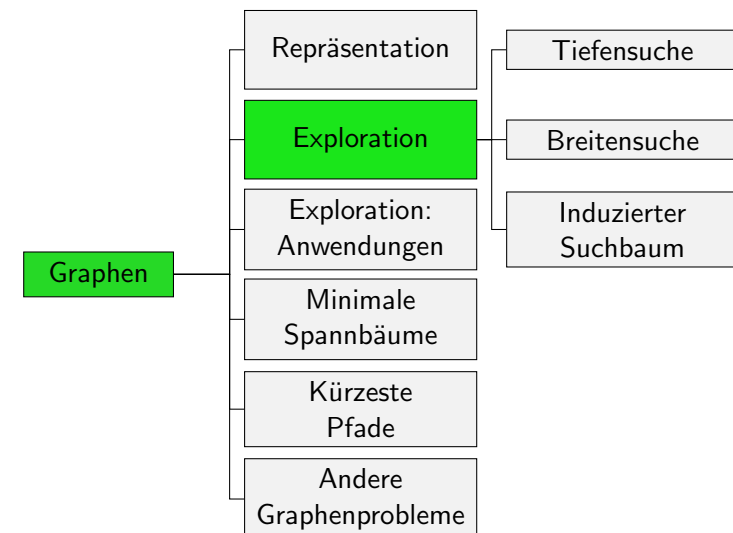 Graphen
Repräsentation
Exploration
Exploration:
Anwendungen
Minimale
Spannbäume
Kürzeste
Pfade
Andere
Graphenprobleme
Tiefensuche
Breitensuche
Induzierter
Suchbaum